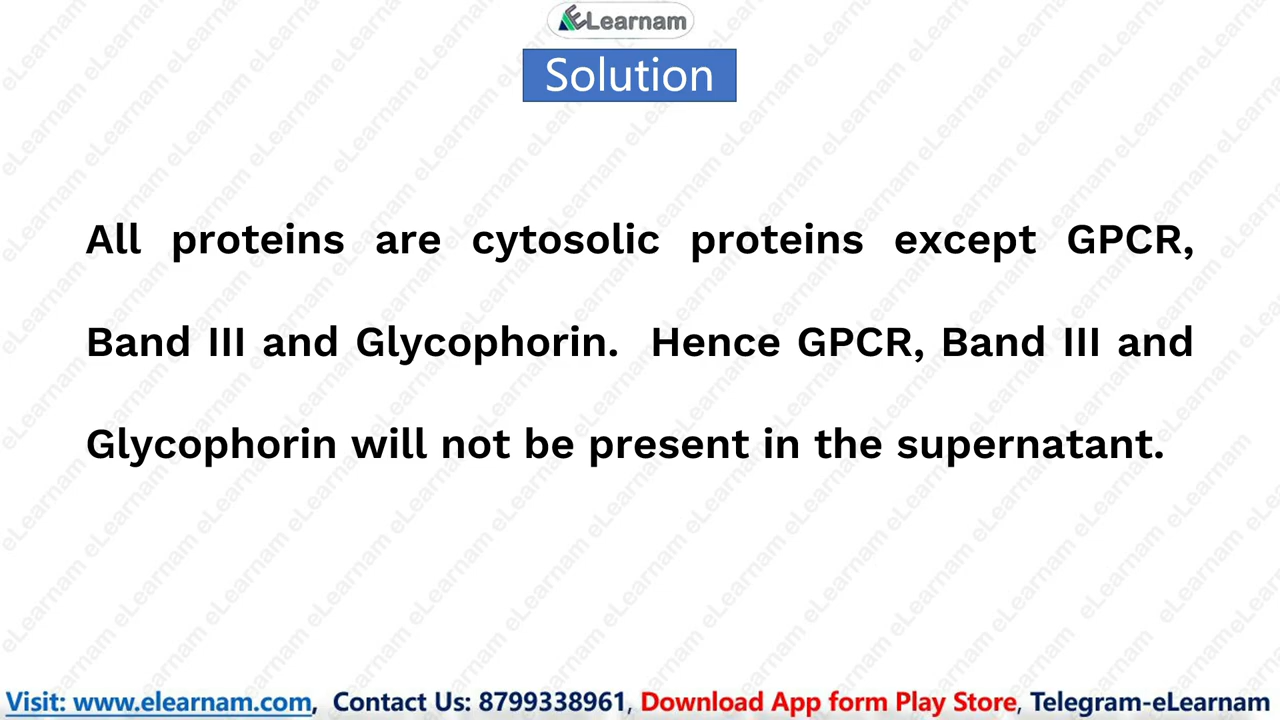 ELearnam
Solution
All proteins are cytosolic proteins except GPCR,
Band III and Glycophorin. Hence GPCR, Band III and
Glycophorin will not be present in the supernatant.
Visit: www.elearnam.com, Contact Us: 8799338961, Download App form Play Store, Telegram-eLearnam